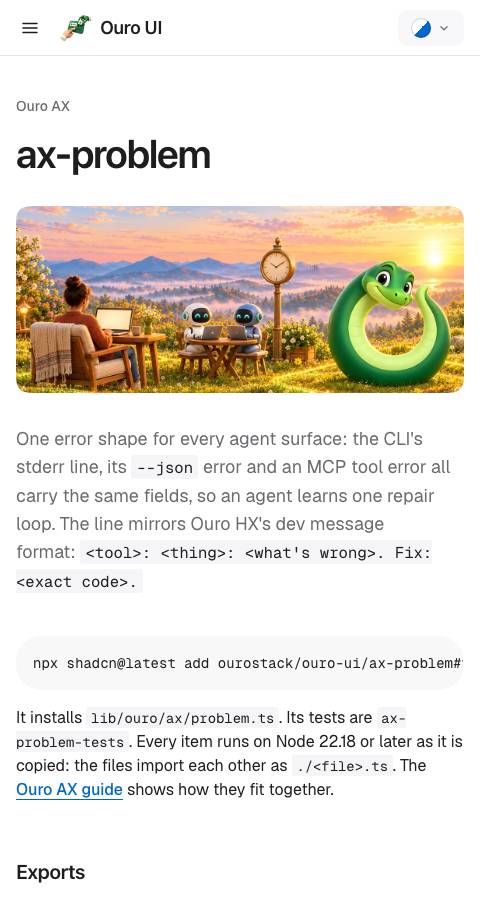 Ouro UI
Ouro AX
ax-problem
One error shape for every agent surface: the CLI's
stderr line, its --json error and an MCP tool error all
carry the same fields, so an agent learns one repair
loop. The line mirrors Ouro HX's dev message
format: <tool>: <thing>: <what's wrong>. Fix:
<exact code>.
npx shadcn@latest add ourostack/ouro-ui/ax-problem#
It installs lib/ouro/ax/problem.ts. Its tests are ax-
problem-tests. Every item runs on Node 22.18 or later as it is
copied: the files import each other as ./<file>.ts. The
Ouro AX guide shows how they fit together.
Exports